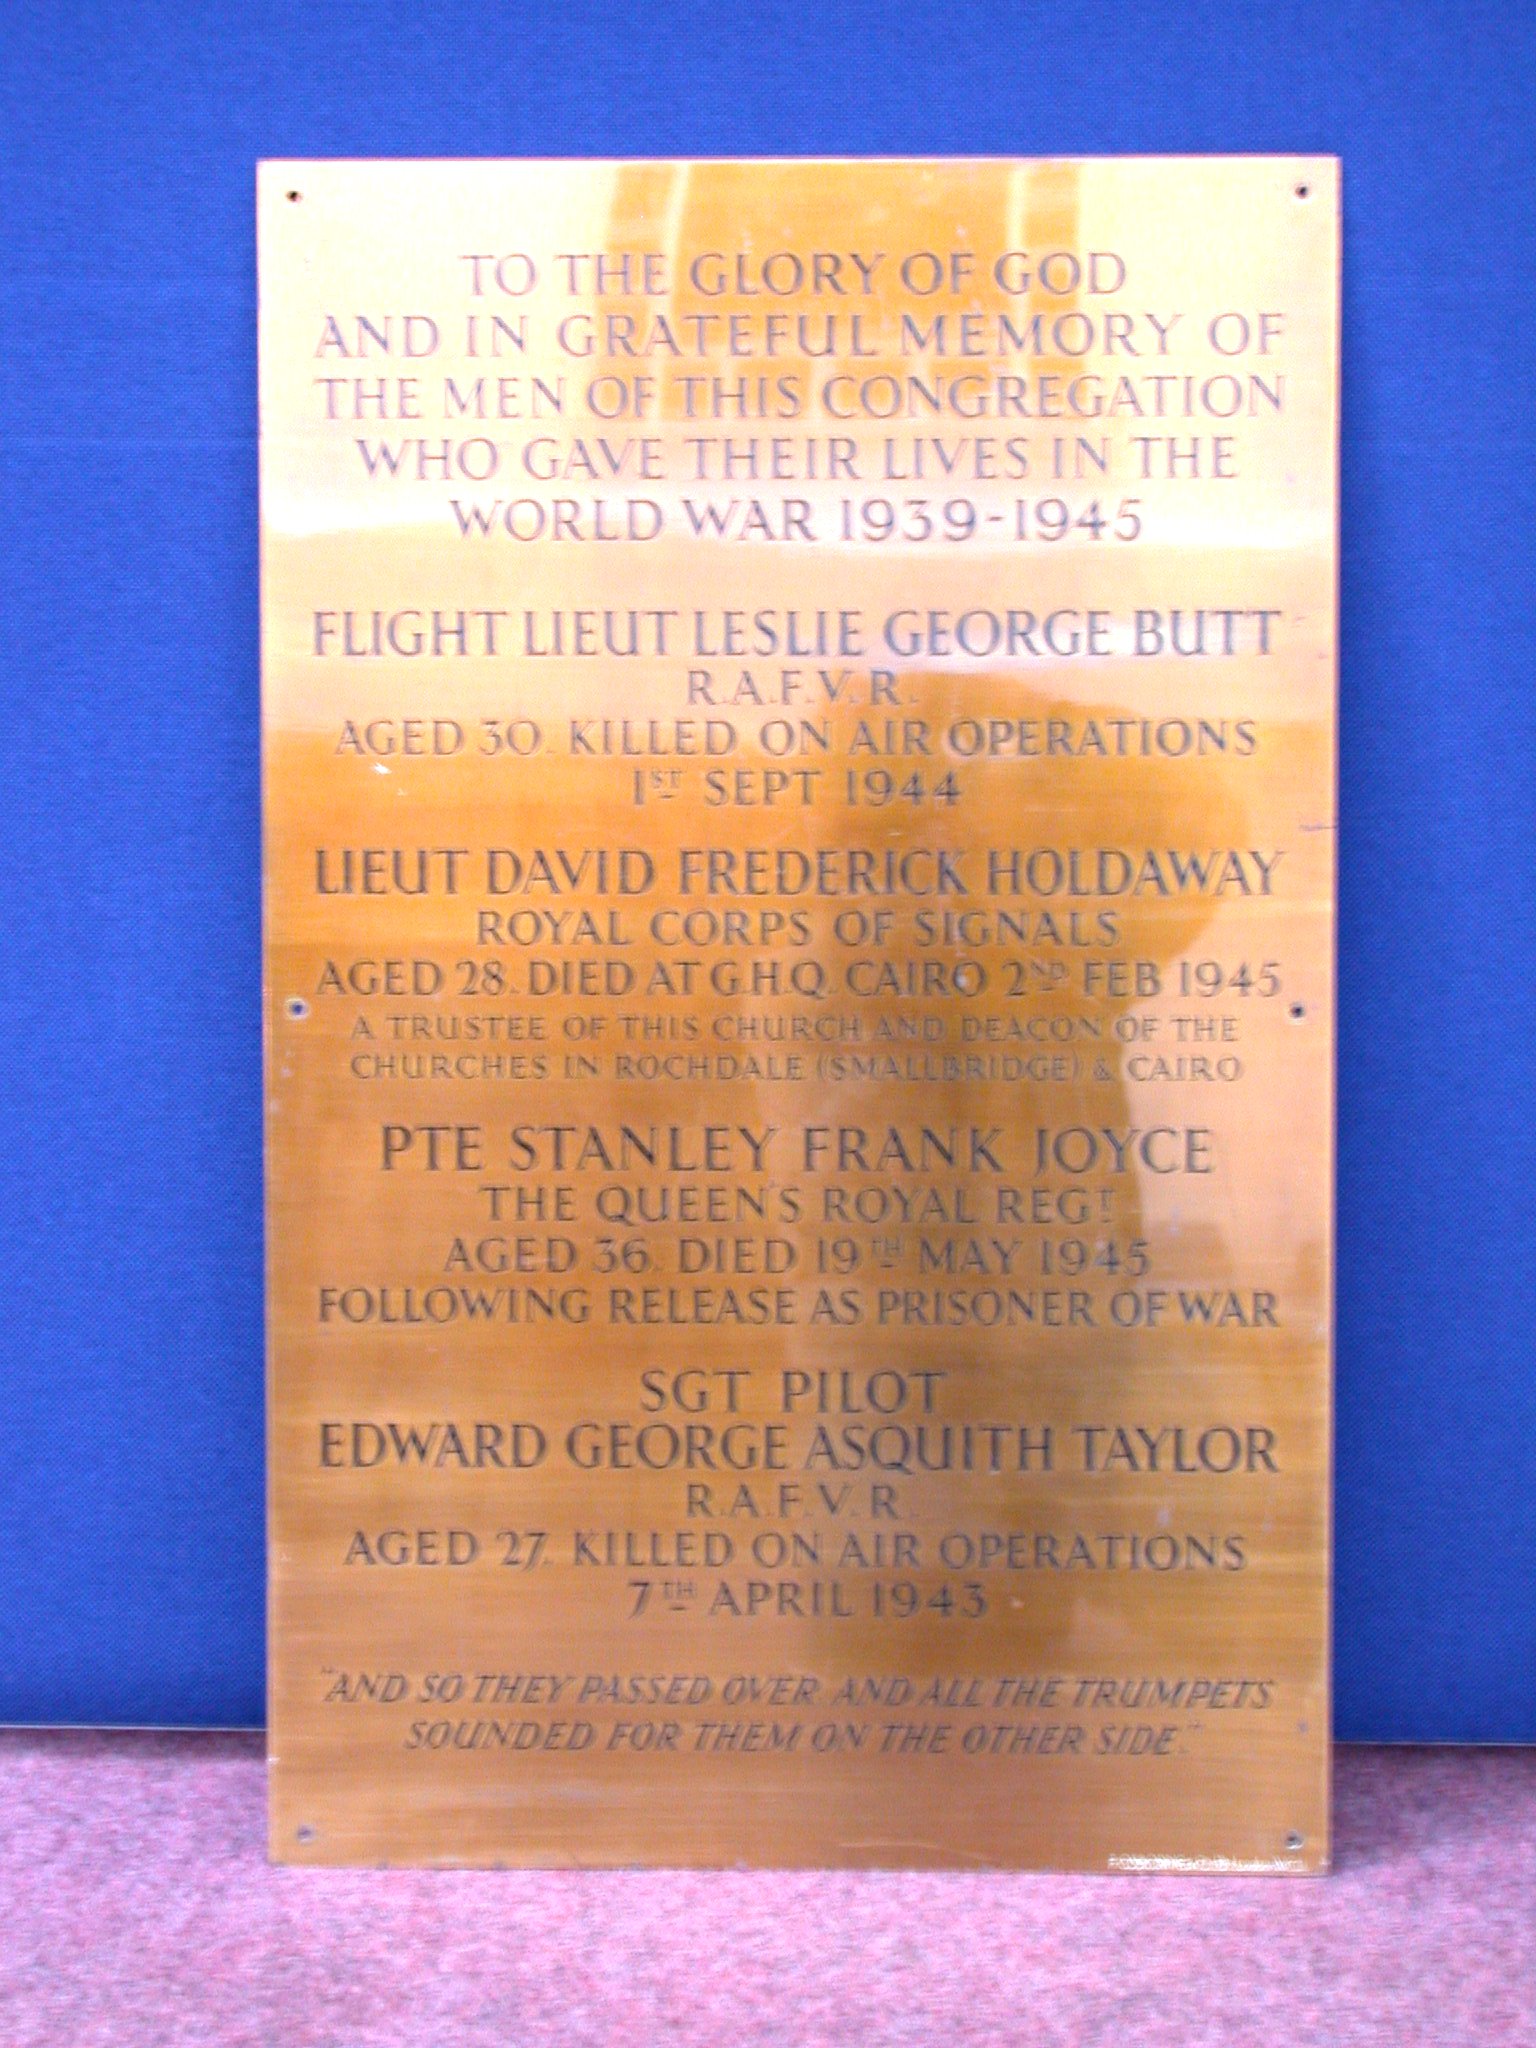 TO THE GLORY OF GOD
AND IN GRATEFUL MEMORY OF
THE MEN OF THIS CONGREGATION
WHO GAVE THEIR LIVES IN THE
WORLD WAR 1939-1945
FLIGHT LIEUT LESLIE GEORGE BUTT
R.A.F.V.R.
AGED 30. KILLED ON AIR OPERATIONS
1ST SEPT 1944
LIEUT DAVID FREDERICK HOLDAWAY
ROYAL CORPS OF SIGNALS
AGED 28. DIED AT G.H.Q. CAIRO 2ND FEB 1945
A TRUSTEE OF THIS CHURCH AND DEACON OF THE
CHURCHES IN ROCHDALE (SMALLBRIDGE) & CAIRO
PTE STANLEY FRANK JOYCE
THE QUEEN'S ROYAL REGT
AGED 36. DIED 19TH MAY 1945
FOLLOWING RELEASE AS PRISONER OF WAR
SGT PILOT
EDWARD GEORGE ASQUITH TAYLOR
R.A.F.V.R.
AGED 27. KILLED ON AIR OPERATIONS
7TH APRIL 1943
"AND SO THEY PASSED OVER AND ALL THE TRUMPETS
SOUNDED FOR THEM ON THE OTHER SIDE."